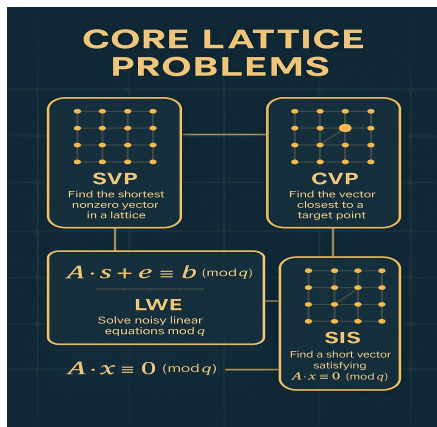 CORE LATTICE
PROBLEMS
SVP
Find the shortest
nonzero vector
in a lattice
CVP
Find the vector
closest to a
target point
A · s + e ≡ b (mod q)
LWE
Solve noisy linear
equations mod q
SIS
Find a short vector
satisfying
A · x ≡ 0 (mod q)
A · x ≡ 0 (mod q)